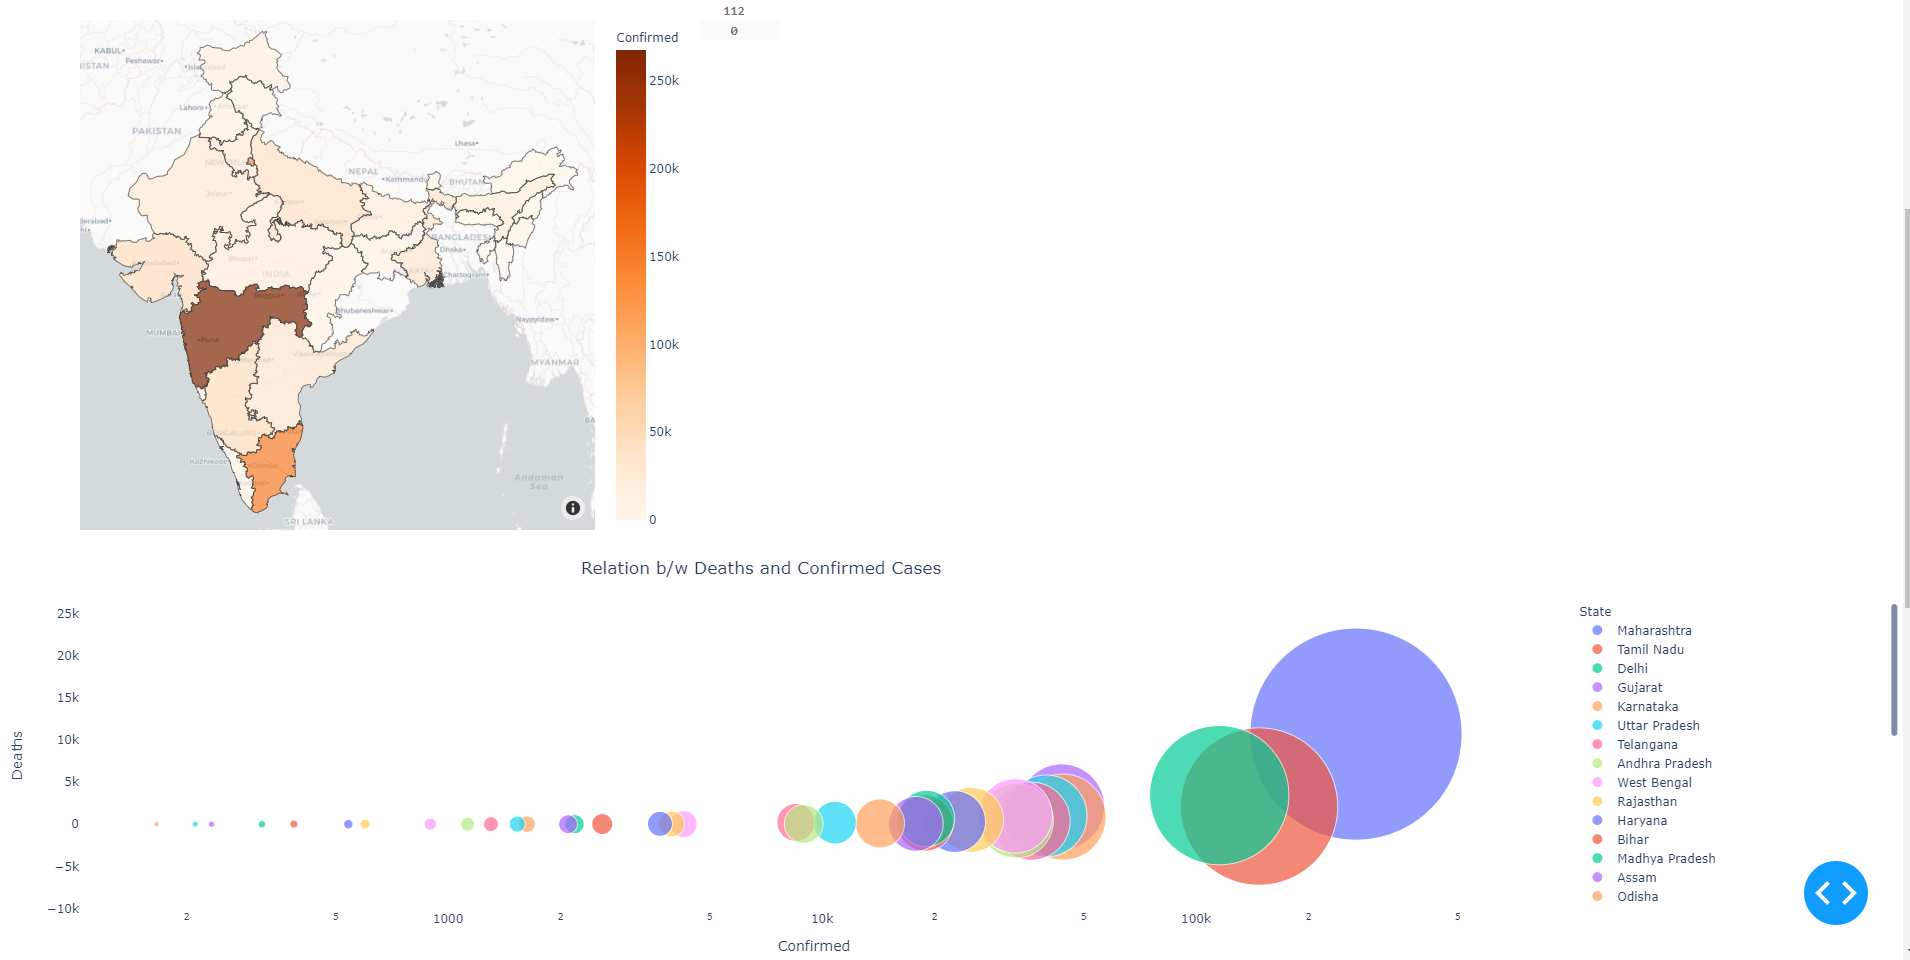 112
0
Confirmed
250k
200k
150k
100k
50k
0
KABUL
Peshawar
Lahore
PAKISTAN
NEW
Jaipur
NEPAL
Kathmandu
Lhasa
BHUTAN
BANGLADESH
Dhaka
Chattogram
Bhopal
INDIA
Nagpur
Bhubaneswar
MUMBAI
Pune
Naypyidaw
MYANMAR
BENGALURU
Kozhikode
Coimba
Andaman
Sea
SRI LANKA
Relation b/w Deaths and Confirmed Cases
25k
20k
15k
10k
5k
0
−5k
−10k
Deaths
2
5
1000
2
5
10k
2
5
100k
2
5
Confirmed
State
Maharashtra
Tamil Nadu
Delhi
Gujarat
Karnataka
Uttar Pradesh
Telangana
Andhra Pradesh
West Bengal
Rajasthan
Haryana
Bihar
Madhya Pradesh
Assam
Odisha